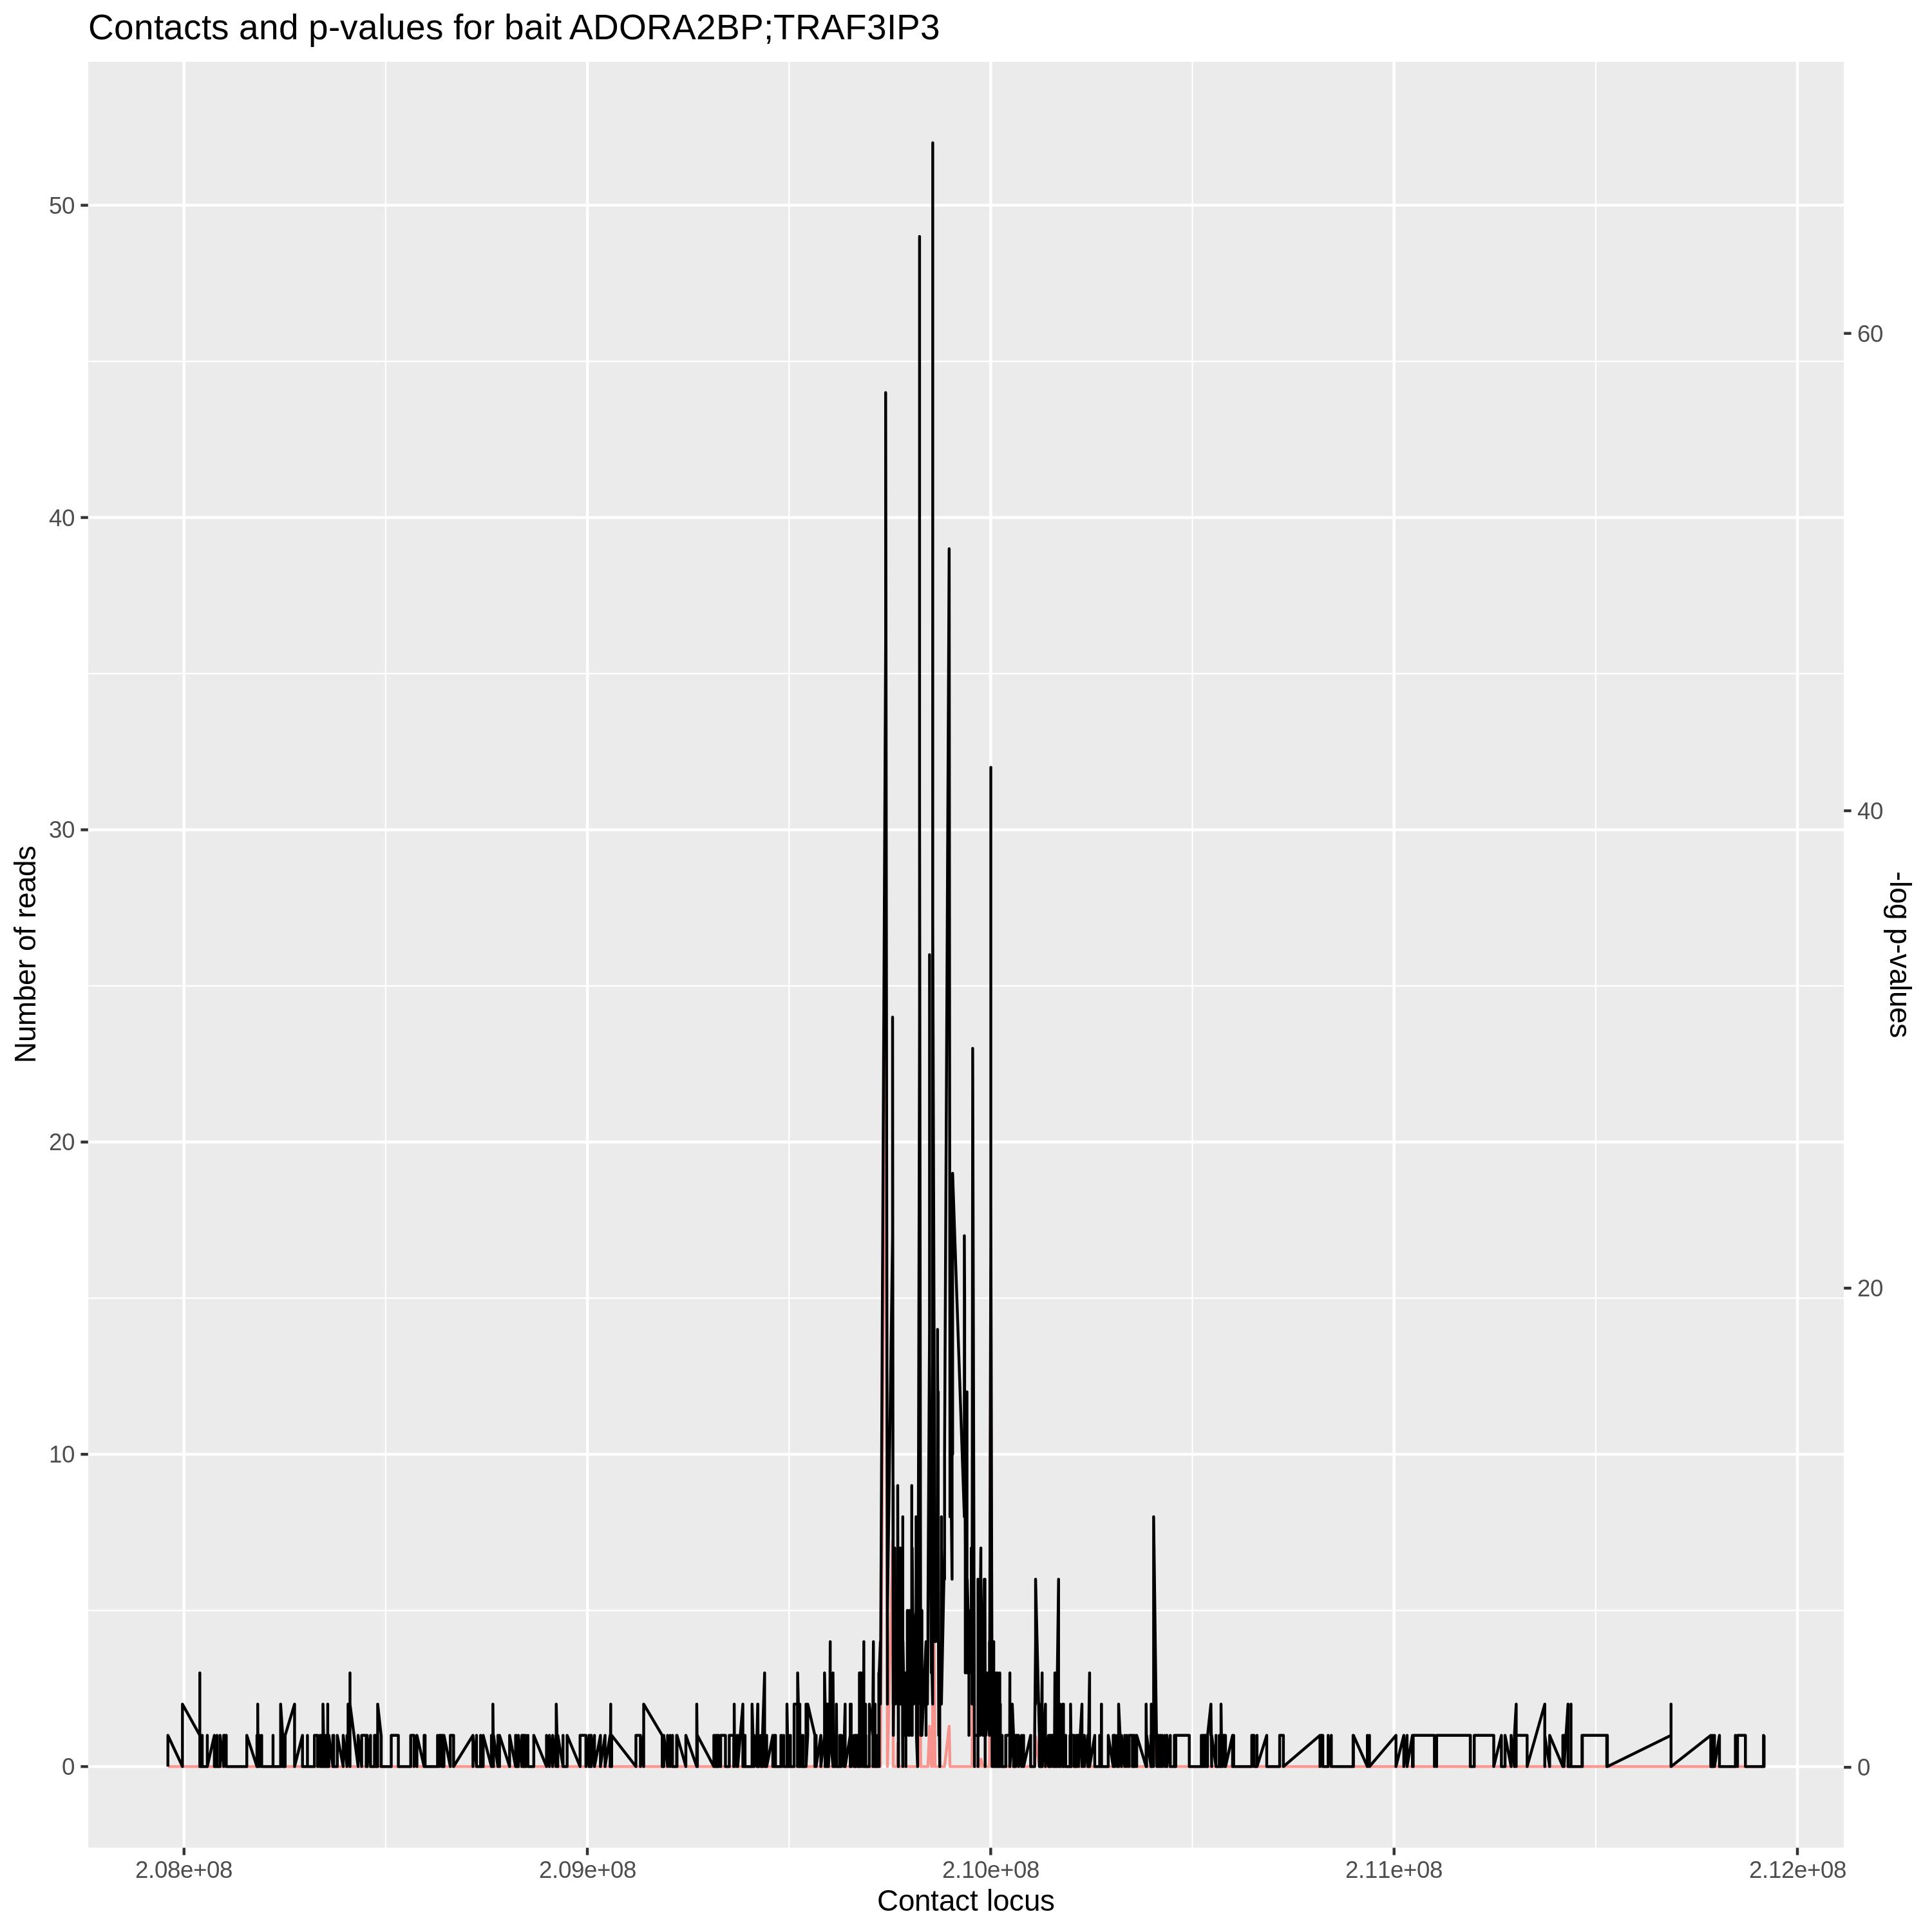 Contacts and p-values for bait ADORA2BP;TRAF3IP3
50
40
30
20
10
0
Number of reads
60
40
20
0
-log p-values
2.08e+08
2.09e+08
2.10e+08
2.11e+08
2.12e+08
Contact locus